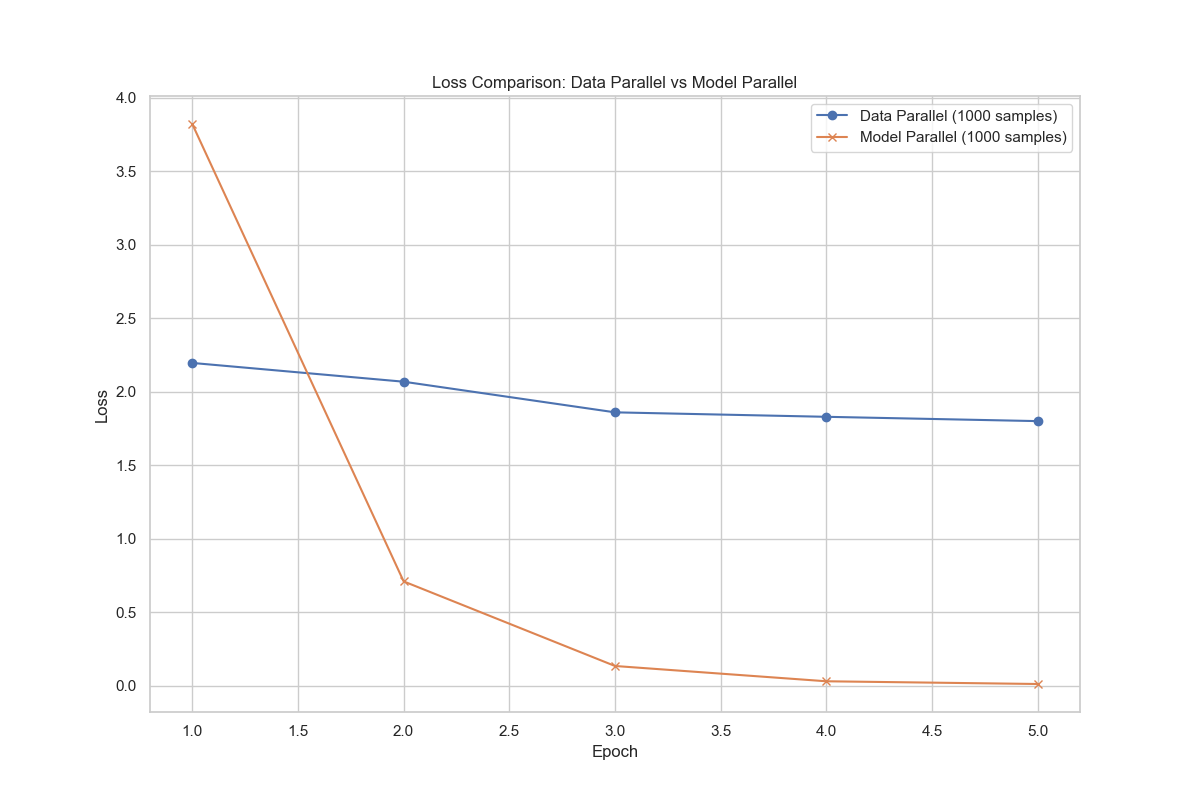 Loss Comparison: Data Parallel vs Model Parallel
Data Parallel (1000 samples)
Model Parallel (1000 samples)
Loss
4.0
3.5
3.0
2.5
2.0
1.5
1.0
0.5
0.0
1.0 1.5 2.0 2.5 3.0 3.5 4.0 4.5 5.0
Epoch